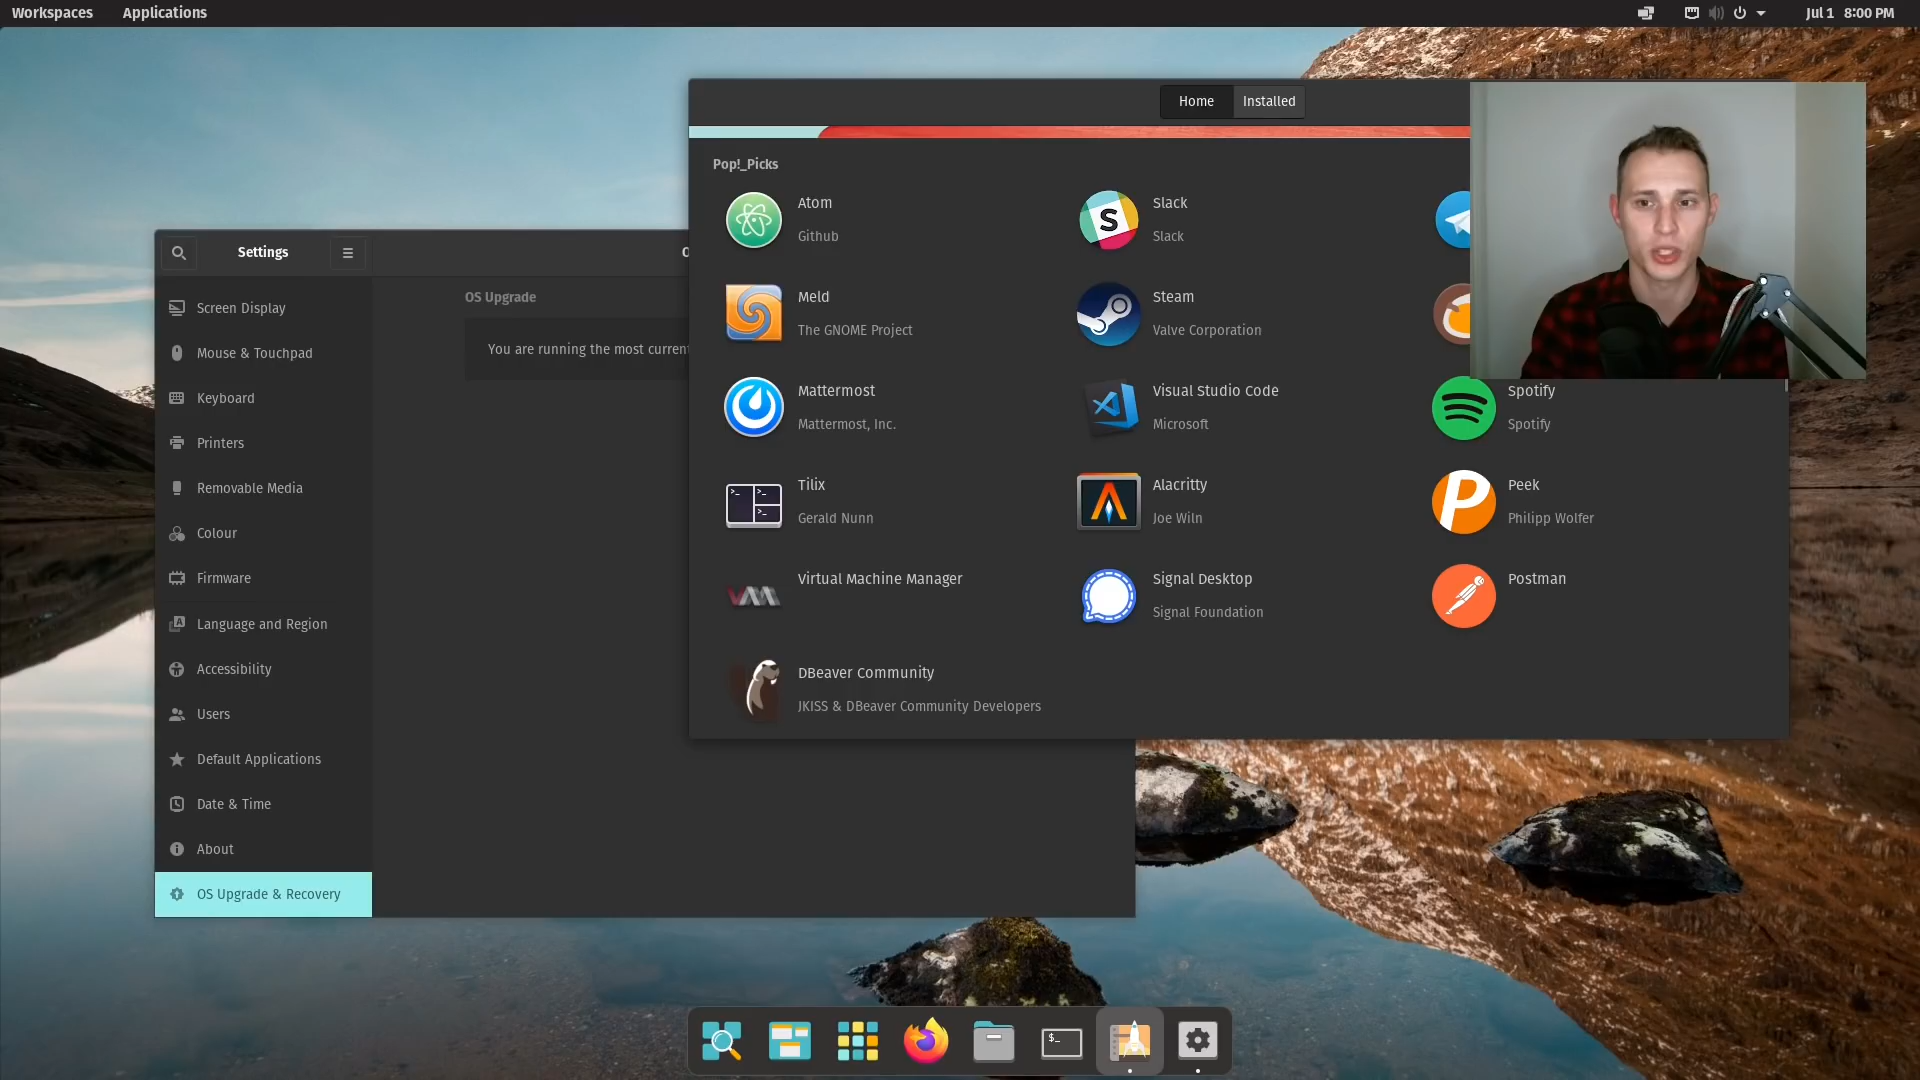 Workspaces Applications
Jul 1 8:00 PM
Home Installed
Pop!_Picks
Atom
Github
Slack
Slack
Meld
The GNOME Project
Steam
Valve Corporation
Mattermost
Mattermost, Inc.
Visual Studio Code
Microsoft
Spotify
Spotify
Tilix
Gerald Nunn
Alacritty
Joe Wiln
Peek
Philipp Wolfer
Virtual Machine Manager
Signal Desktop
Signal Foundation
Postman
DBeaver Community
JKISS & DBeaver Community Developers
Settings
OS Upgrade
You are running the most current
Screen Display
Mouse & Touchpad
Keyboard
Printers
Removable Media
Colour
Firmware
Language and Region
Accessibility
Users
Default Applications
Date & Time
About
OS Upgrade & Recovery